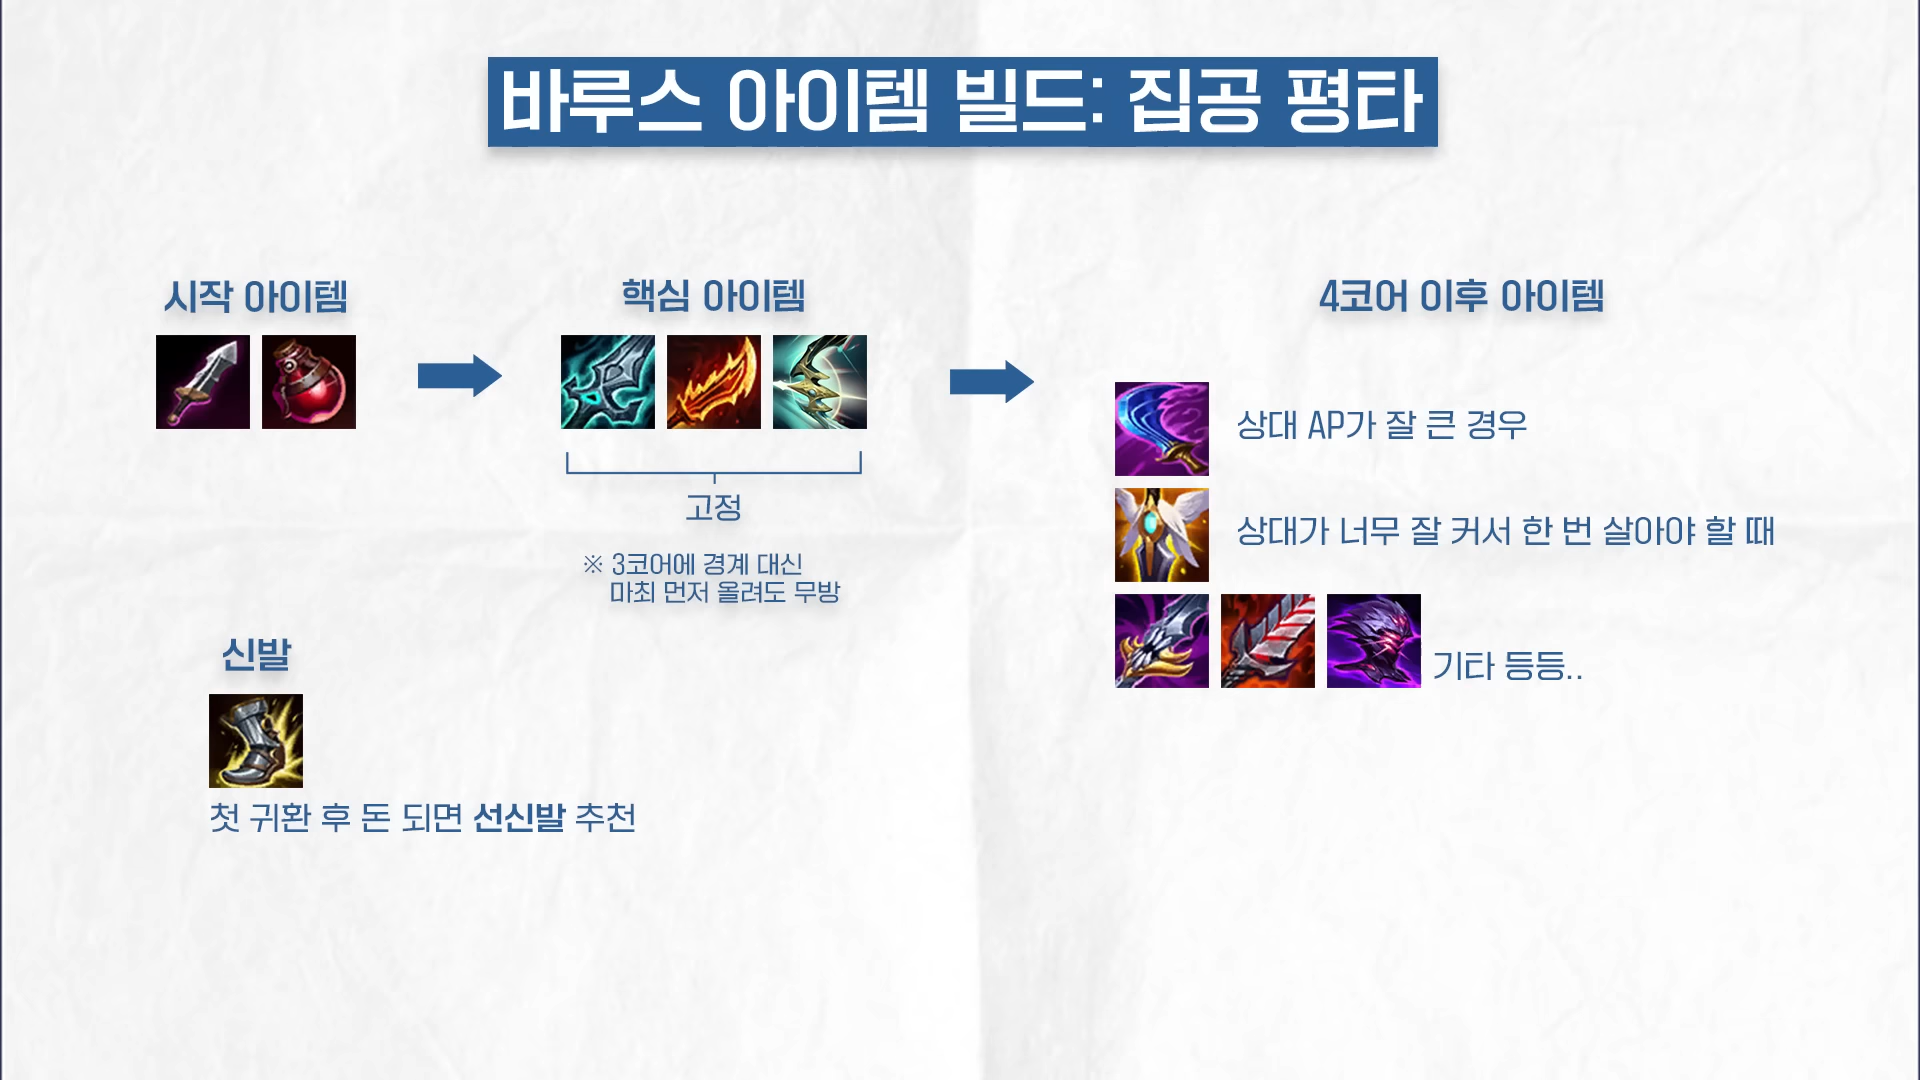 바루스 아이템 빌드: 집공 평타
시작 아이템
핵심 아이템
고정
※ 3코어에 경계 대신
마최 먼저 올려도 무방
신발
첫 귀환 후 돈 되면 선신발 추천
4코어 이후 아이템
상대 AP가 잘 큰 경우
상대가 너무 잘 커서 한 번 살아야 할 때
기타 등등..